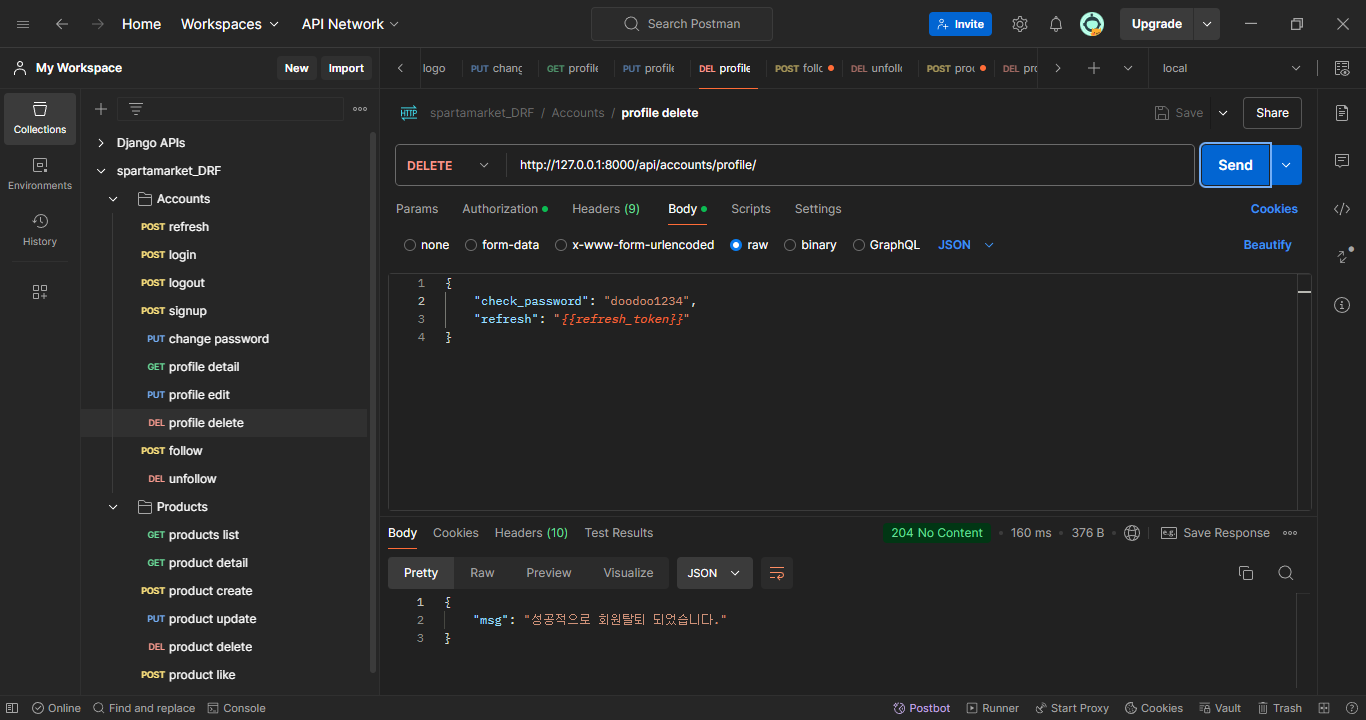 Home Workspaces API Network Search Postman Invite Upgrade
My Workspace New Import logo PUT chang GET profile PUT profile DEL profile POST follo DEL unfollo POST prod DEL pro local
Collections
Environments
History
Django APIs
spartamarket_DRF
Accounts
POST refresh
POST login
POST logout
POST signup
PUT change password
GET profile detail
PUT profile edit
DEL profile delete
POST follow
DEL unfollow
Products
GET products list
GET product detail
POST product create
PUT product update
DEL product delete
POST product like
HTTP spartamarket_DRF / Accounts / profile delete Save Share
DELETE http://127.0.0.1:8000/api/accounts/profile/ Send
Params Authorization Headers (9) Body Scripts Settings Cookies
none form-data x-www-form-urlencoded raw binary GraphQL JSON Beautify
1 {
2 "check_password": "doodoo1234",
3 "refresh": "{{refresh_token}}"
4 }
Body Cookies Headers (10) Test Results 204 No Content 160 ms 376 B e.g. Save Response
Pretty Raw Preview Visualize JSON
1 {
2 "msg": "성공적으로 회원탈퇴 되었습니다."
3 }
Online Find and replace Console Postbot Runner Start Proxy Cookies Vault Trash